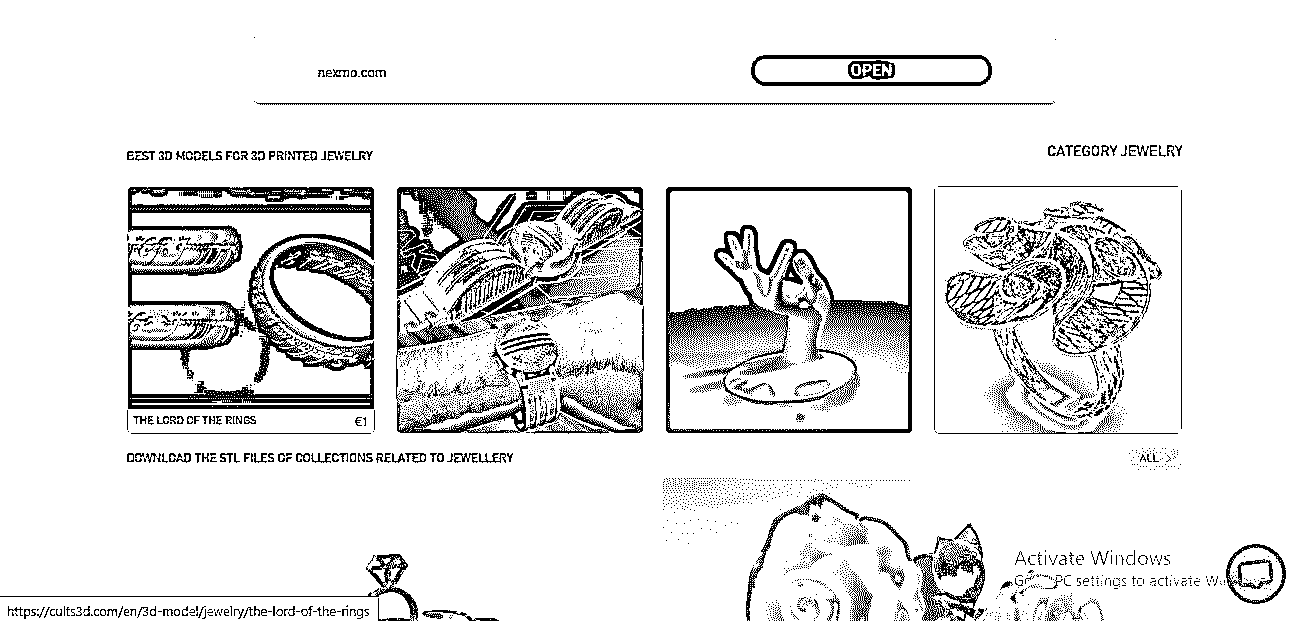 nexmo.com
OPEN
BEST 3D MODELS FOR 3D PRINTED JEWELRY
CATEGORY JEWELRY
THE LORD OF THE RINGS
€1
DOWNLOAD THE STL FILES OF COLLECTIONS RELATED TO JEWELLERY
ALL >
Activate Windows
PC settings to activate
https://cults3d.com/en/3d-model/jewelry/the-lord-of-the-rings